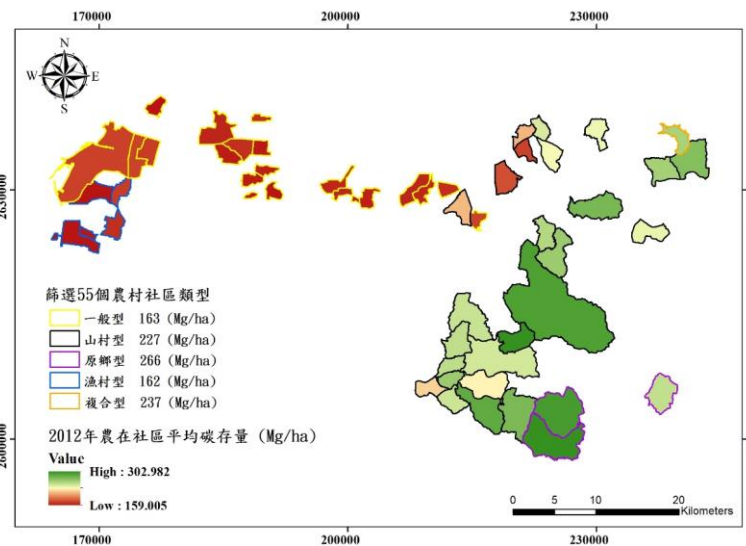 170000 200000 230000
N
W E
S
2630000 2630000
篩選55個農村社區類型
一般型 163 (Mg/ha)
山村型 227 (Mg/ha)
原鄉型 266 (Mg/ha)
漁村型 162 (Mg/ha)
複合型 237 (Mg/ha)
2012年農在社區平均碳存量 (Mg/ha)
Value
High : 302.982
Low : 159.005
2600000 2600000
0 5 10 20
Kilometers
170000 200000 230000